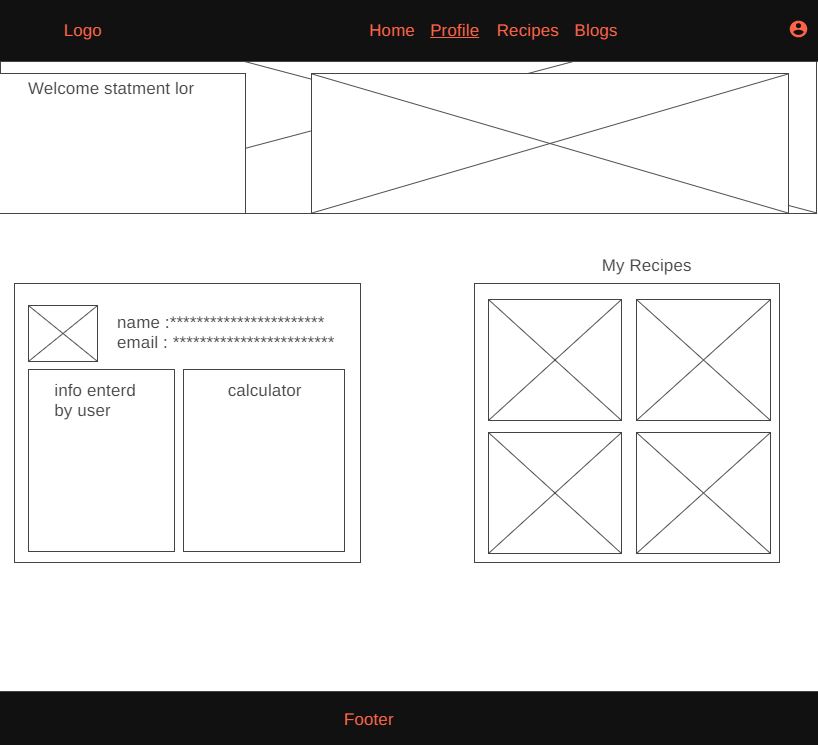 Logo
Home Profile Recipes Blogs
Welcome statment lor
My Recipes
name :***********************
email : ************************
info enterd
by user
calculator
Footer